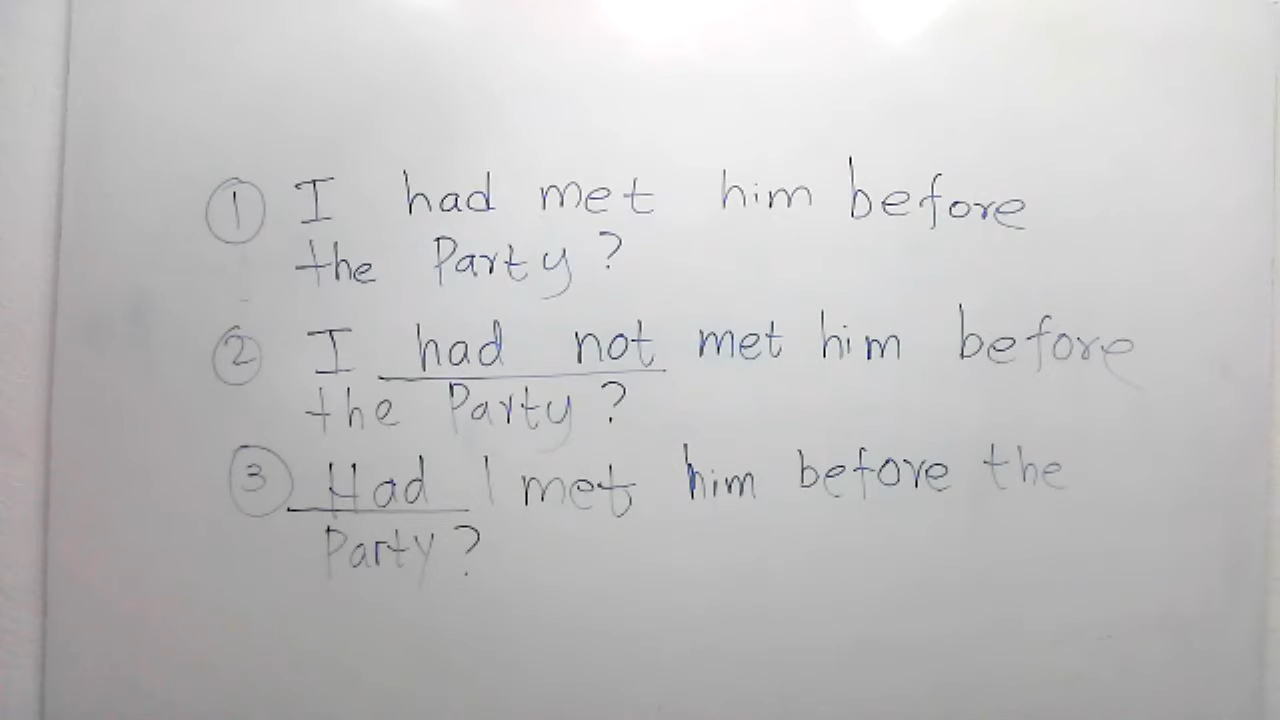 ① I had met him before
the Party?
② I had not met him before
the Party?
③ Had I met him before the
Party?